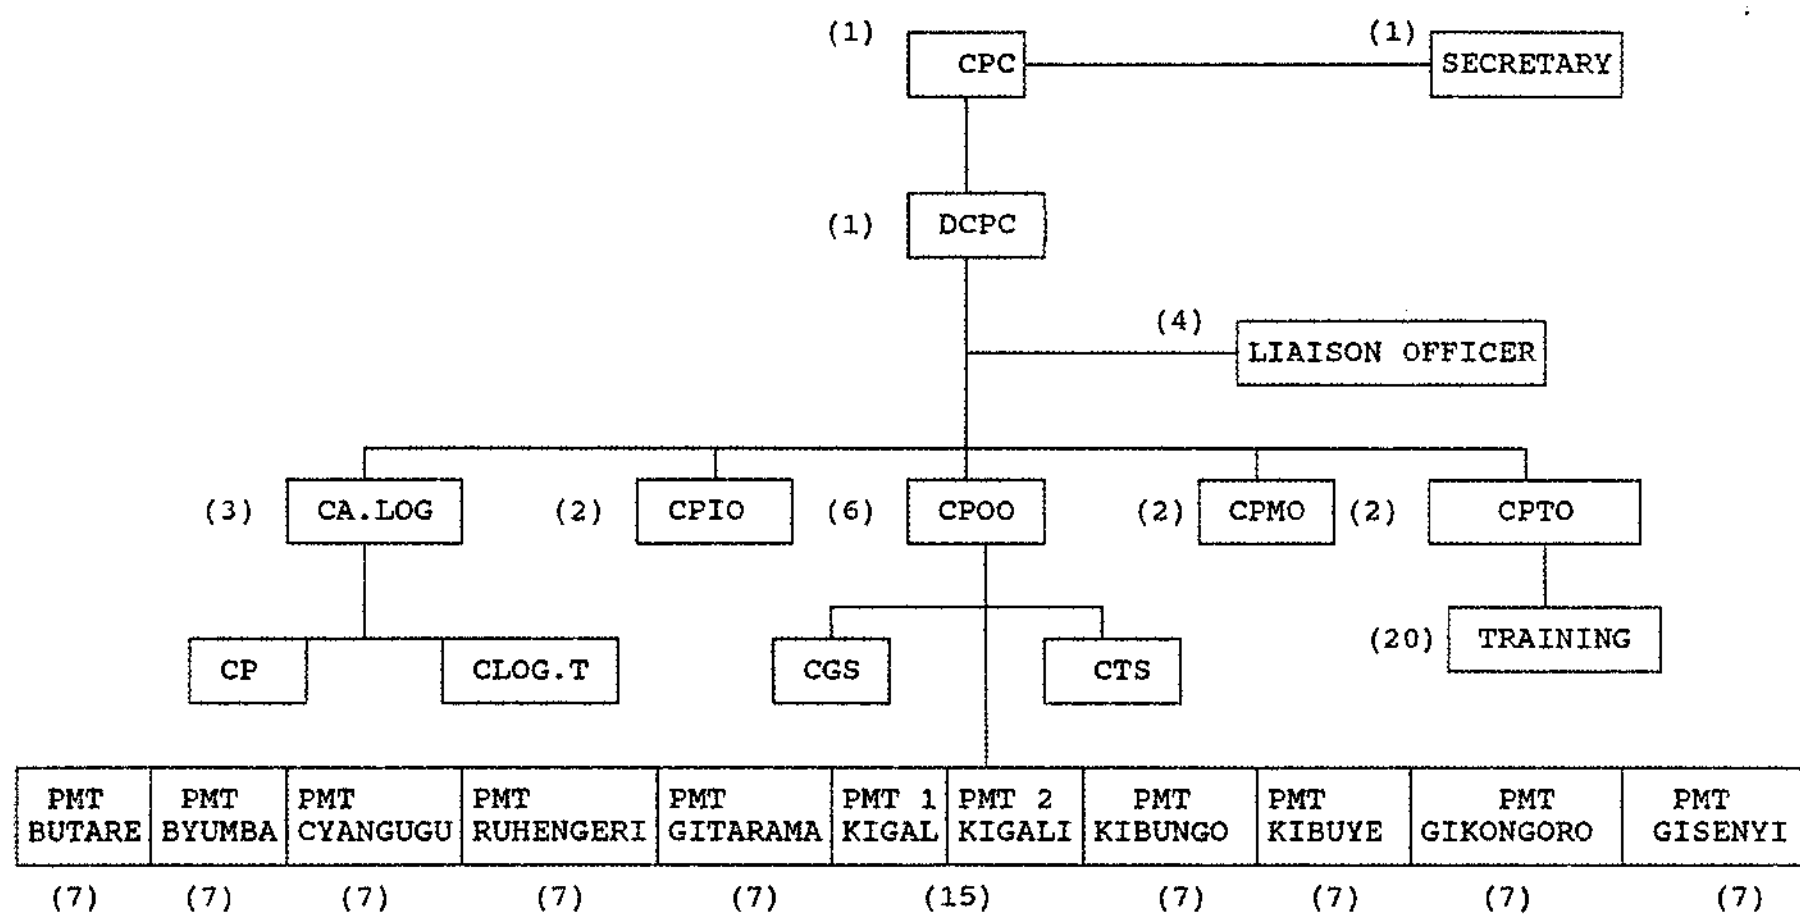 (1) CPC (1) SECRETARY
(1) DCPC
(4) LIAISON OFFICER
(3) CA.LOG (2) CPIO (6) CPOO (2) CPMO (2) CPTO
CP CLOG.T CGS CTS (20) TRAINING
PMT BUTARE
PMT BYUMBA
PMT CYANGUGU
PMT RUHENGERI
PMT GITARAMA
PMT 1 KIGAL
PMT 2 KIGALI
PMT KIBUNGO
PMT KIBUYE
PMT GIKONGORO
PMT GISENYI
(7) (7) (7) (7) (7) (15) (7) (7) (7) (7)